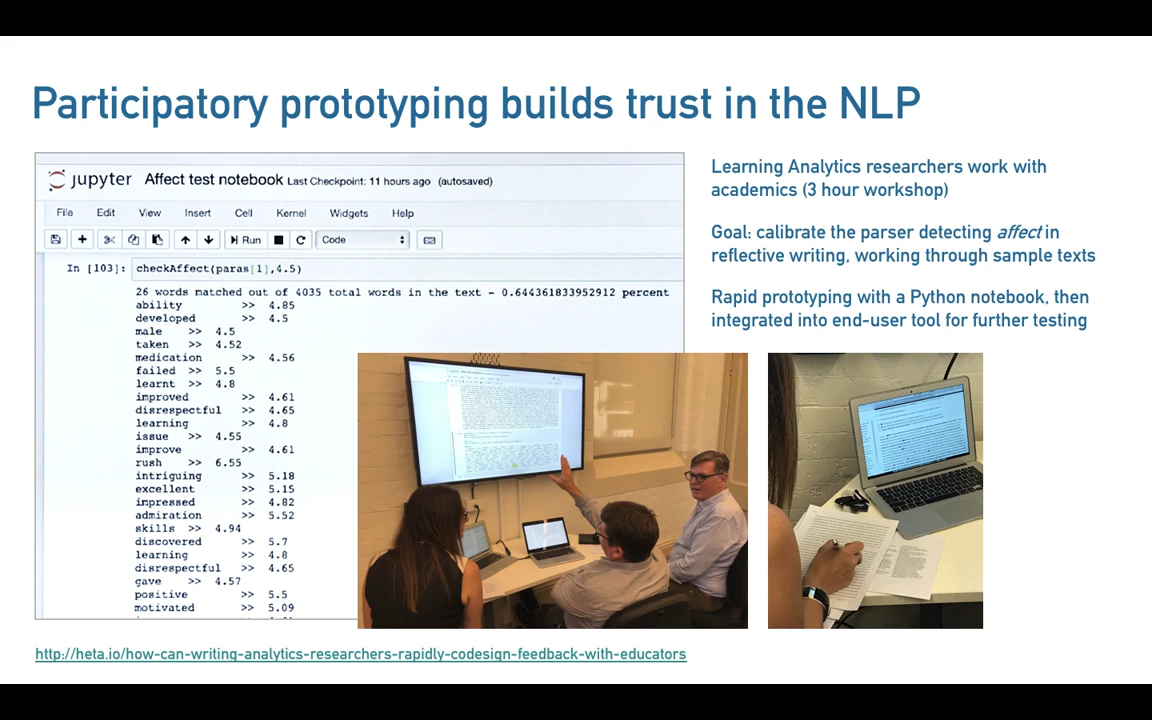 Participatory prototyping builds trust in the NLP
jupyter Affect test notebook Last Checkpoint: 11 hours ago (autosaved)
File Edit View Insert Cell Kernel Widgets Help
Run Code
In [103]: checkAffect(paras[1],4.5)
26 words matched out of 4035 total words in the text - 0.644361833952912 percent
ability >> 4.85
developed >> 4.5
male >> 4.5
taken >> 4.52
medication >> 4.56
failed >> 5.5
learnt >> 4.8
improved >> 4.61
disrespectful >> 4.65
learning >> 4.8
issue >> 4.55
improve >> 4.61
rush >> 6.55
intriguing >> 5.18
excellent >> 5.15
impressed >> 4.82
admiration >> 5.52
skills >> 4.94
discovered >> 5.7
learning >> 4.8
disrespectful >> 4.65
gave >> 4.57
positive >> 5.5
motivated >> 5.09
Learning Analytics researchers work with
academics (3 hour workshop)
Goal: calibrate the parser detecting affect in
reflective writing, working through sample texts
Rapid prototyping with a Python notebook, then
integrated into end-user tool for further testing
http://heta.io/how-can-writing-analytics-researchers-rapidly-codesign-feedback-with-educators